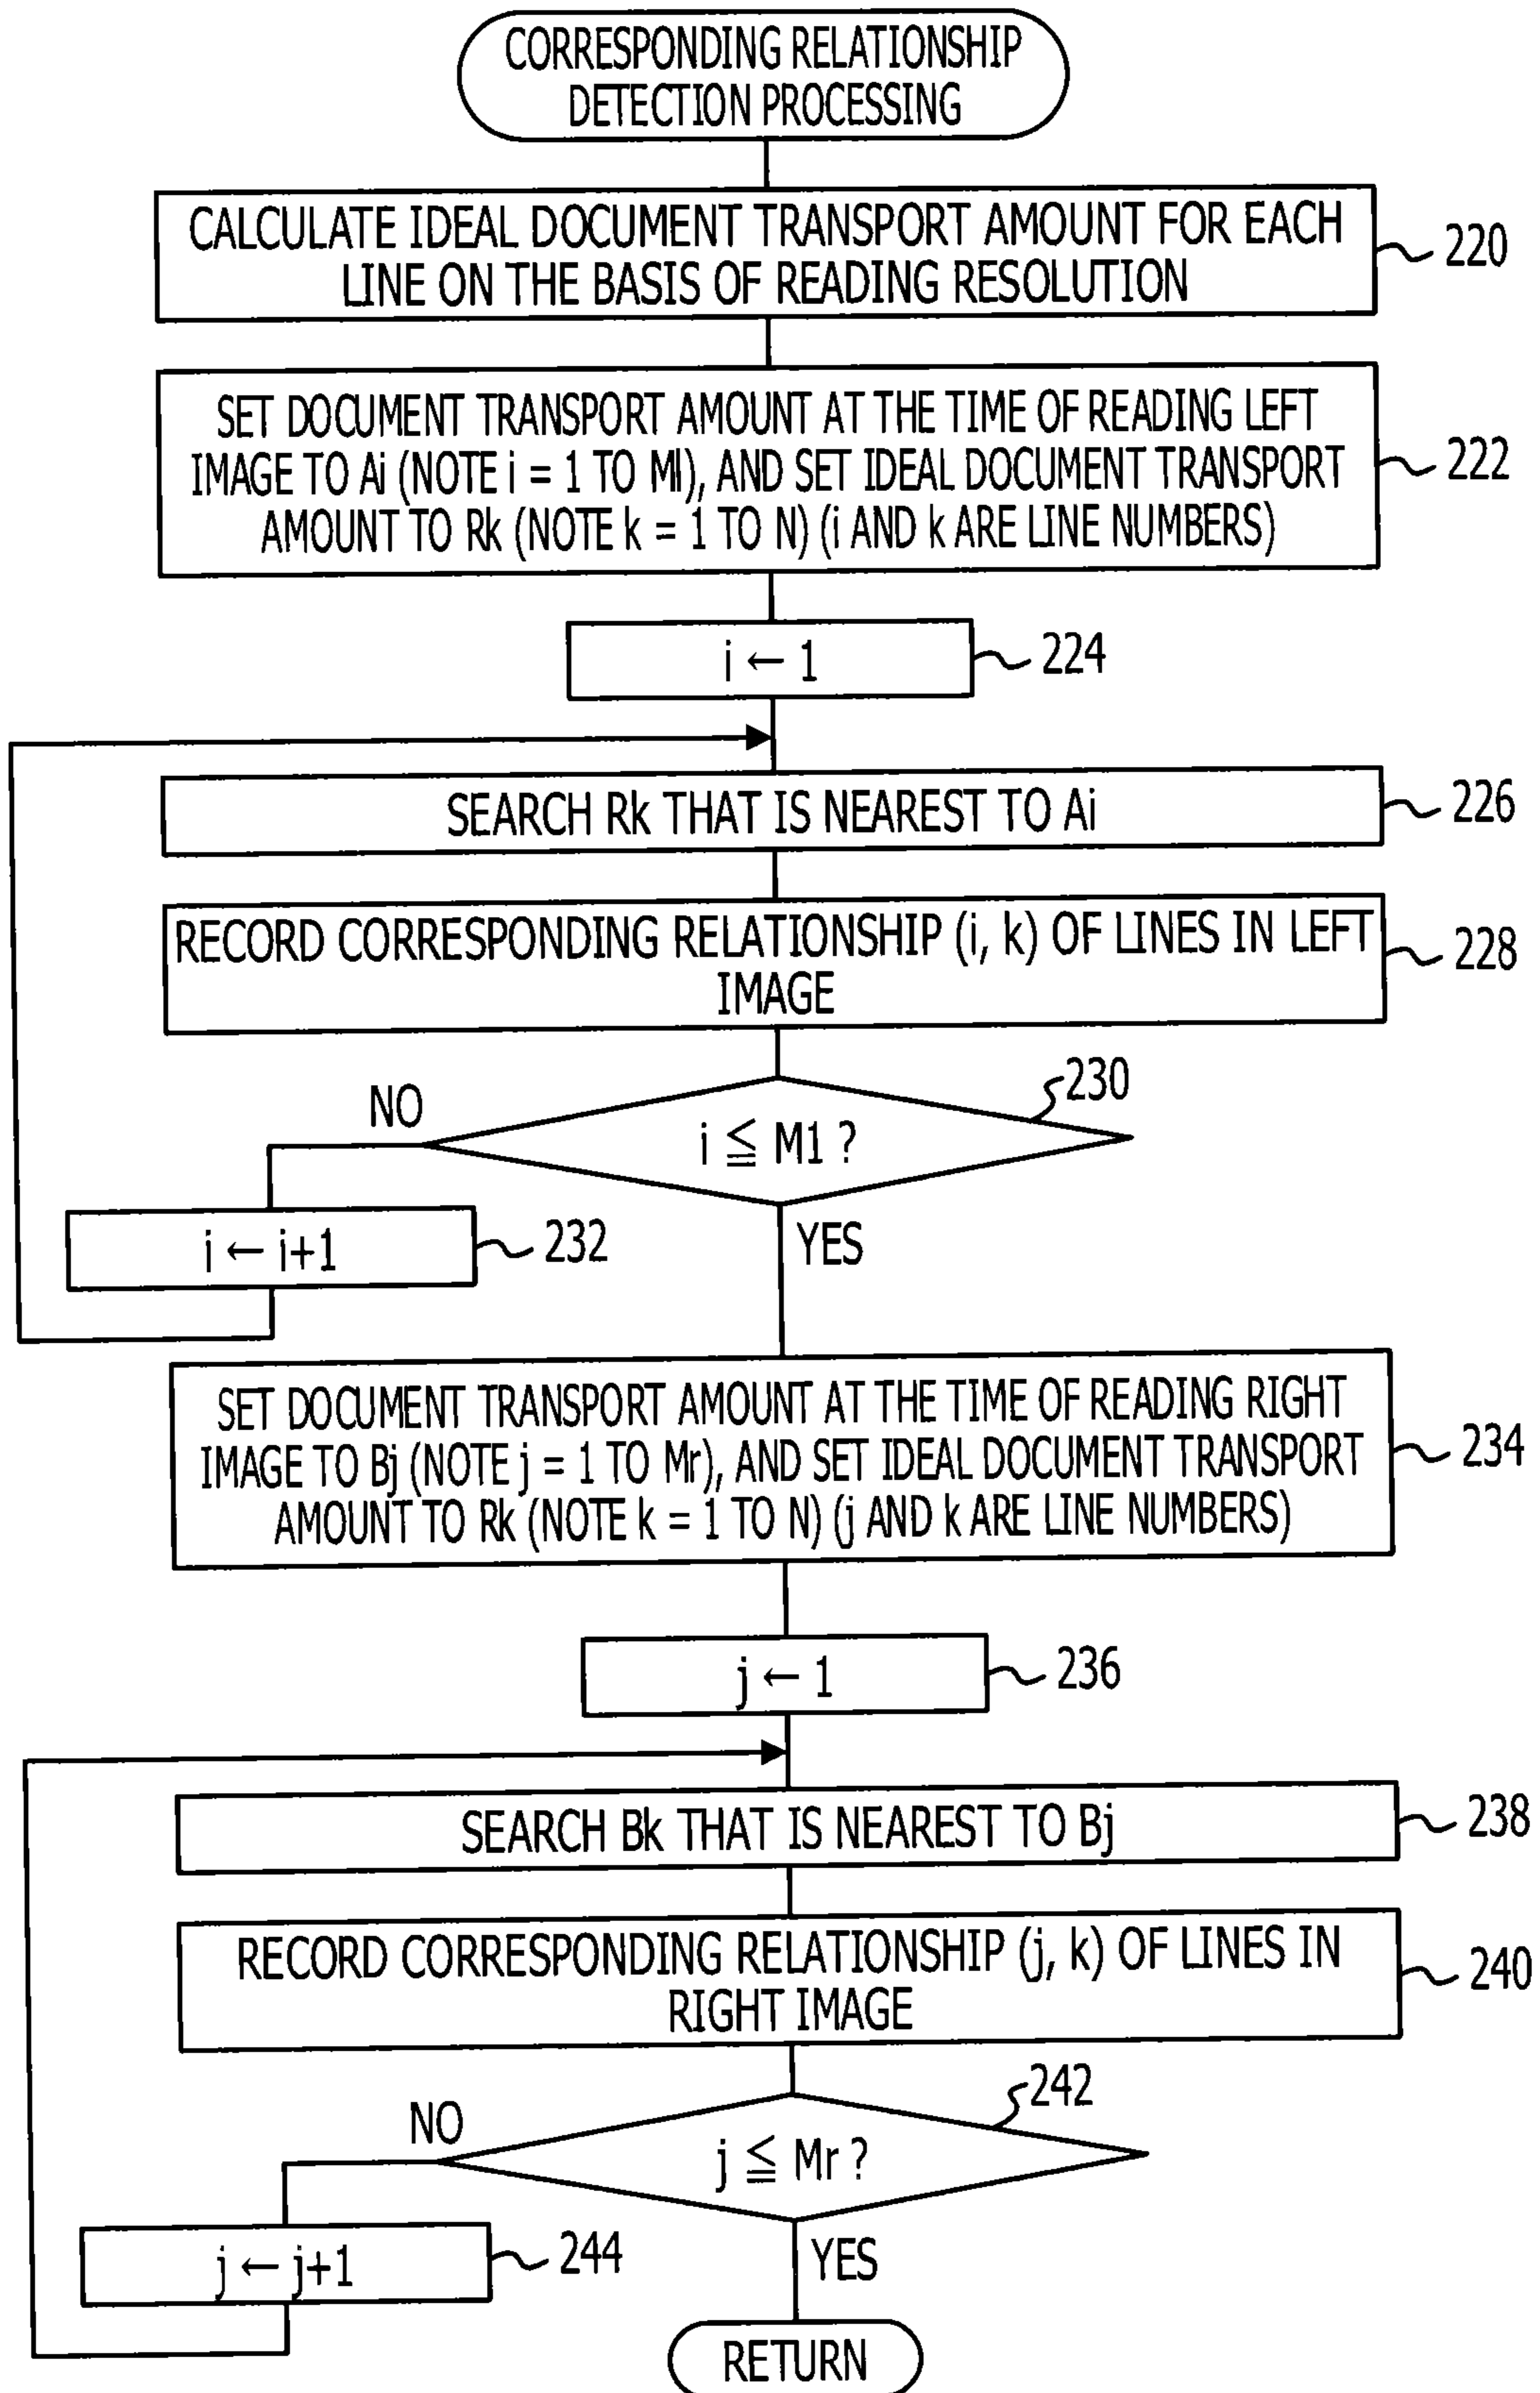 CORRESPONDING RELATIONSHIP
DETECTION PROCESSING
CALCULATE IDEAL DOCUMENT TRANSPORT AMOUNT FOR EACH
LINE ON THE BASIS OF READING RESOLUTION
220
SET DOCUMENT TRANSPORT AMOUNT AT THE TIME OF READING LEFT
IMAGE TO Ai (NOTE i = 1 TO Ml), AND SET IDEAL DOCUMENT TRANSPORT
AMOUNT TO Rk (NOTE k = 1 TO N) (i AND k ARE LINE NUMBERS)
222
i ← 1
224
SEARCH Rk THAT IS NEAREST TO Ai
226
RECORD CORRESPONDING RELATIONSHIP (i, k) OF LINES IN LEFT
IMAGE
228
230
NO
i ≦ M1 ?
YES
i ← i+1
232
SET DOCUMENT TRANSPORT AMOUNT AT THE TIME OF READING RIGHT
IMAGE TO Bj (NOTE j = 1 TO Mr), AND SET IDEAL DOCUMENT TRANSPORT
AMOUNT TO Rk (NOTE k = 1 TO N) (j AND k ARE LINE NUMBERS)
234
j ← 1
236
SEARCH Bk THAT IS NEAREST TO Bj
238
RECORD CORRESPONDING RELATIONSHIP (j, k) OF LINES IN
RIGHT IMAGE
240
242
NO
j ≦ Mr ?
YES
j ← j+1
244
RETURN